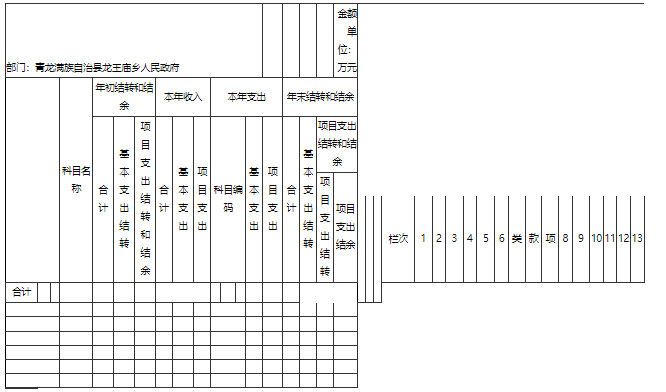 部门：青龙满族自治县龙王庙乡人民政府
金额单位：万元
科目名称
年初结转和结余
本年收入
本年支出
年末结转和结余
合计
基本支出结转
项目支出结转和结余
合计
基本支出
项目支出
科目编码
基本支出
项目支出
合计
基本支出结转
项目支出结转和结余
项目支出结转
项目支出结余
栏次 1 2 3 4 5 6 类 款 项 8 9 10 11 12 13
合计